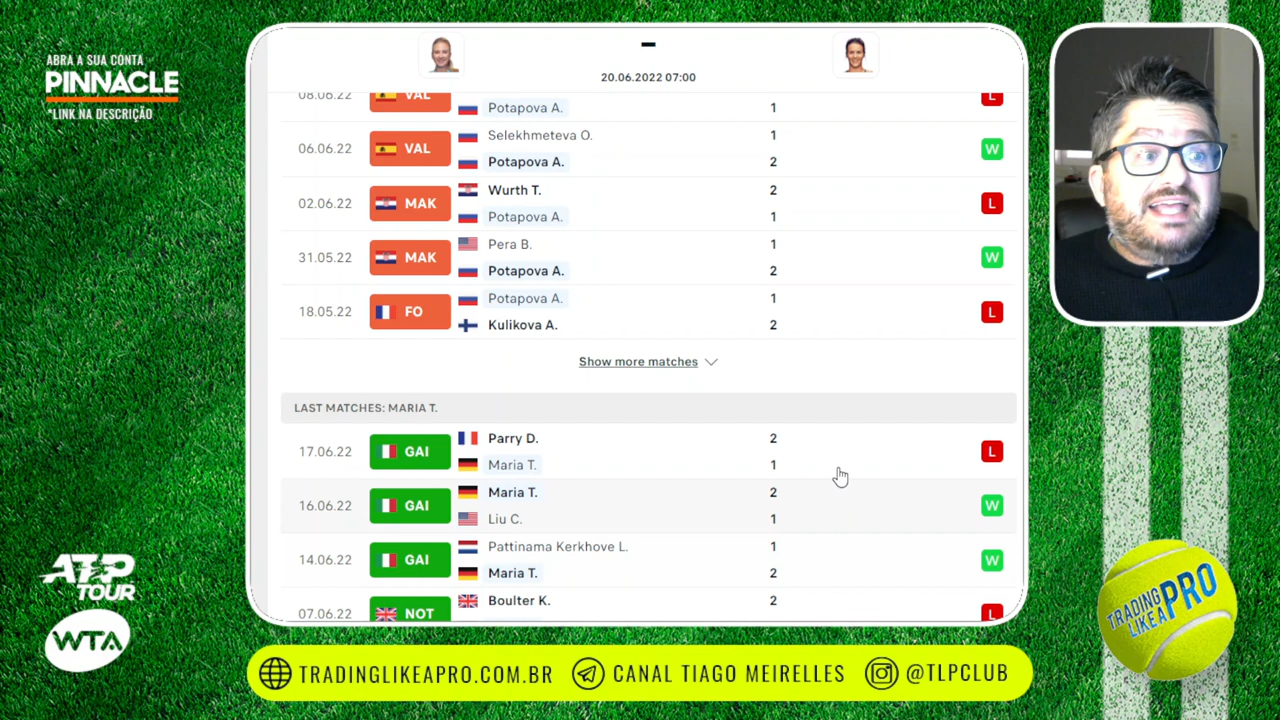 ABRA A SUA CONTA
PINNACLE
*LINK NA DESCRIÇÃO
20.06.2022 07:00
08.06.22 VAL Potapova A. 1 L
06.06.22 VAL Selekhmeteva O. 1 W
Potapova A. 2
02.06.22 MAK Wurth T. 2 L
Potapova A. 1
31.05.22 MAK Pera B. 1 W
Potapova A. 2
18.05.22 FO Potapova A. 1 L
Kulikova A. 2
Show more matches
LAST MATCHES: MARIA T.
17.06.22 GAI Parry D. 2 L
Maria T. 1
16.06.22 GAI Maria T. 2 W
Liu C. 1
14.06.22 GAI Pattinama Kerkhove L. 1 W
Maria T. 2
07.06.22 NOT Boulter K. 2 L
ATP
TOUR
WTA
TRADING
LIKE A
PRO
TRADINGLIKEAPRO.COM.BR CANAL TIAGO MEIRELLES @TLPCLUB